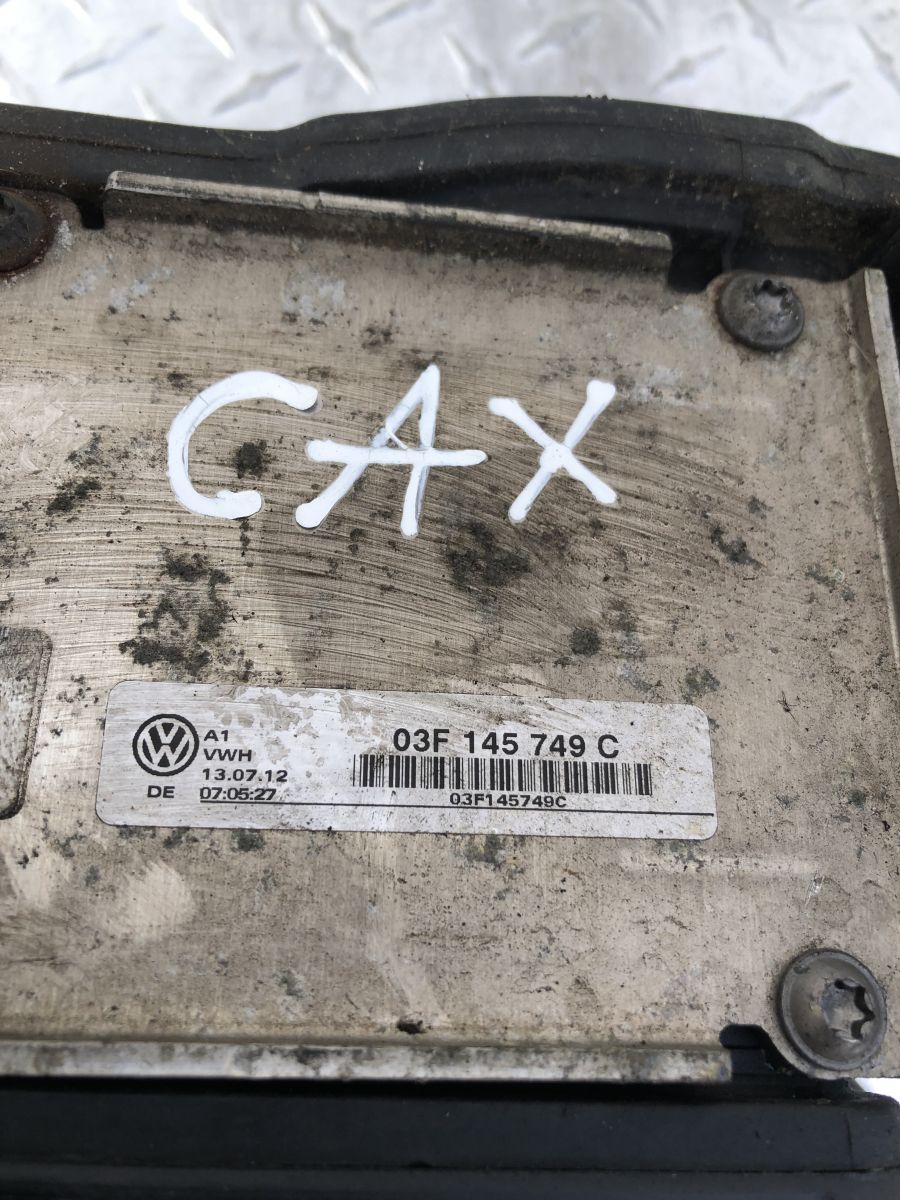 CAX
A1
VWH
13.07.12
DE 07:05:27
03F 145 749 C
03F145749C